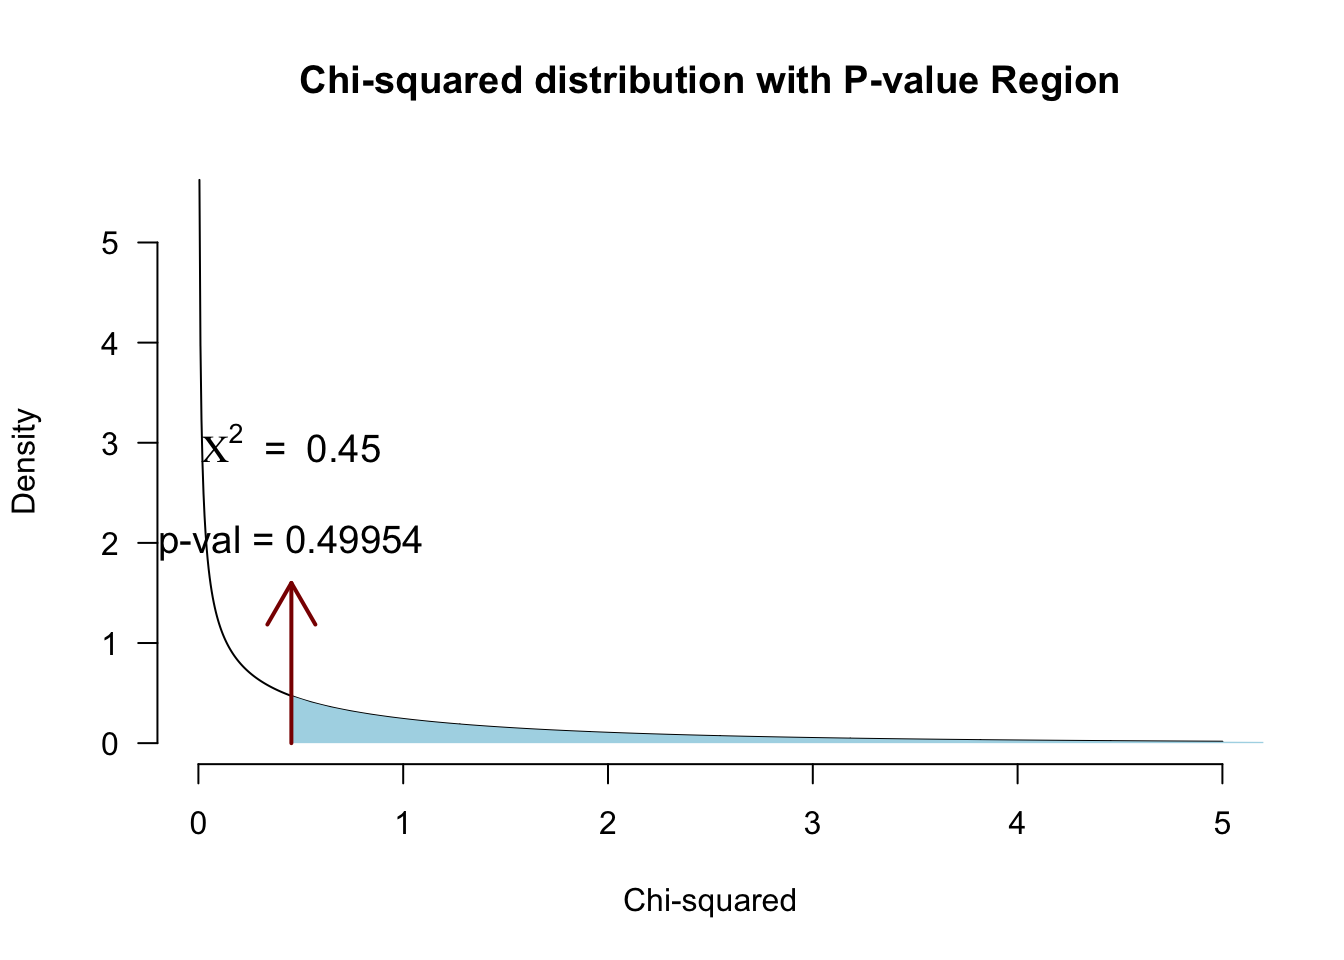 Chi-squared distribution with P-value Region
Density
5
4
3
2
1
0
Χ² = 0.45
p-val = 0.49954
0 1 2 3 4 5
Chi-squared